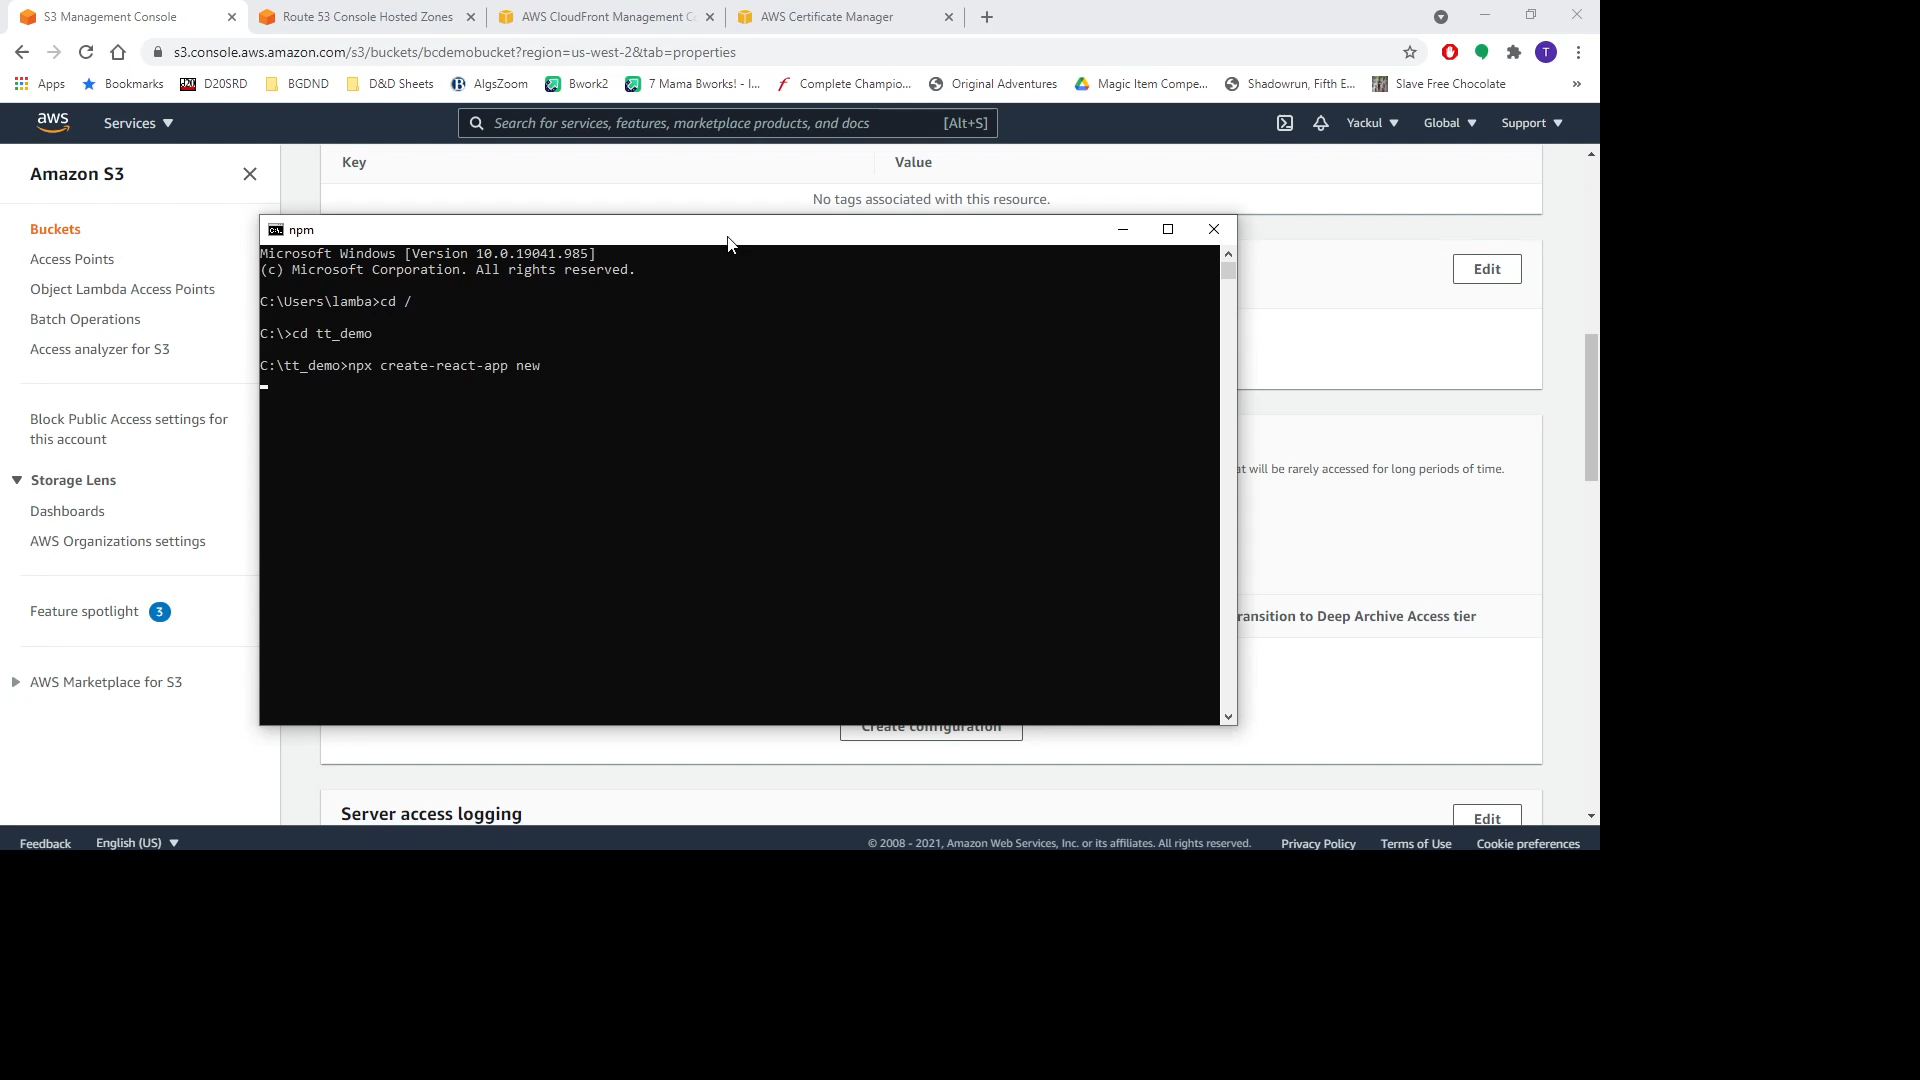 S3 Management Console
Route 53 Console Hosted Zones
AWS CloudFront Management C
AWS Certificate Manager
s3.console.aws.amazon.com/s3/buckets/bcdemobucket?region=us-west-2&tab=properties
T
Apps
Bookmarks
D20SRD
BGDND
D&D Sheets
AlgsZoom
Bwork2
7 Mama Bworks! - I...
Complete Champio...
Original Adventures
Magic Item Compe...
Shadowrun, Fifth E...
Slave Free Chocolate
»
aws
Services
Search for services, features, marketplace products, and docs
[Alt+S]
Yackul
Global
Support
Amazon S3
Buckets
Access Points
Object Lambda Access Points
Batch Operations
Access analyzer for S3
Block Public Access settings for
this account
Storage Lens
Dashboards
AWS Organizations settings
Feature spotlight 3
AWS Marketplace for S3
Key
Value
No tags associated with this resource.
Edit
npm
Microsoft Windows [Version 10.0.19041.985]
(c) Microsoft Corporation. All rights reserved.
C:\Users\lamba>cd /
C:\>cd tt_demo
C:\tt_demo>npx create-react-app new
at will be rarely accessed for long periods of time.
ransition to Deep Archive Access tier
Create configuration
Server access logging
Edit
Feedback
English (US)
© 2008 - 2021, Amazon Web Services, Inc. or its affiliates. All rights reserved.
Privacy Policy
Terms of Use
Cookie preferences